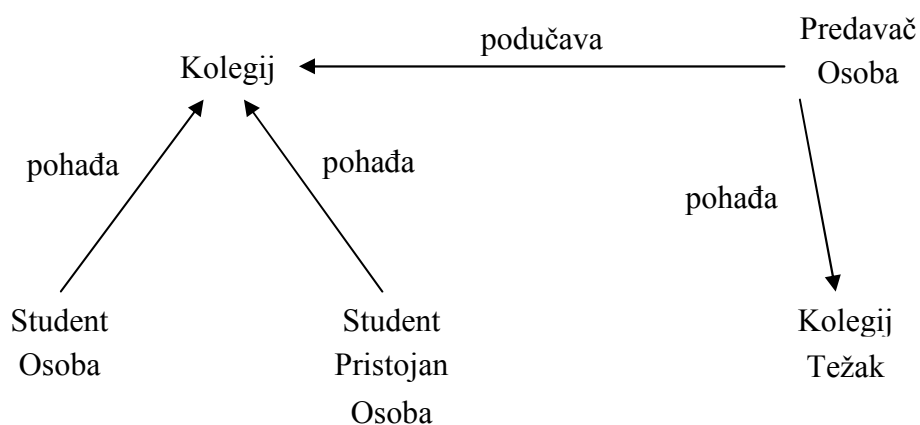 podučava
Predavač
Osoba
Kolegij
pohađa
pohađa
pohađa
Student
Osoba
Student
Pristojan
Osoba
Kolegij
Težak